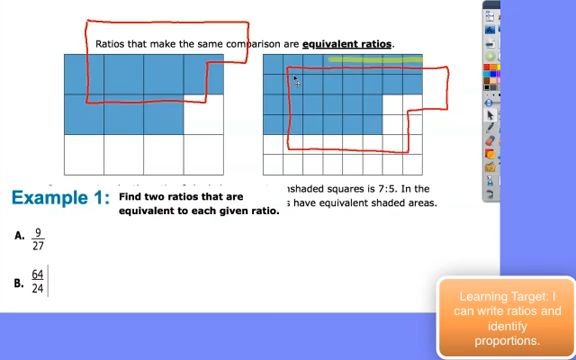 Ratios that make the same comparison are equivalent ratios.
nshaded squares is 7:5. In the
s have equivalent shaded areas.
Example 1: Find two ratios that are
equivalent to each given ratio.
A. 9/27
B. 64/24
Learning Target: I
can write ratios and
identify
proportions.